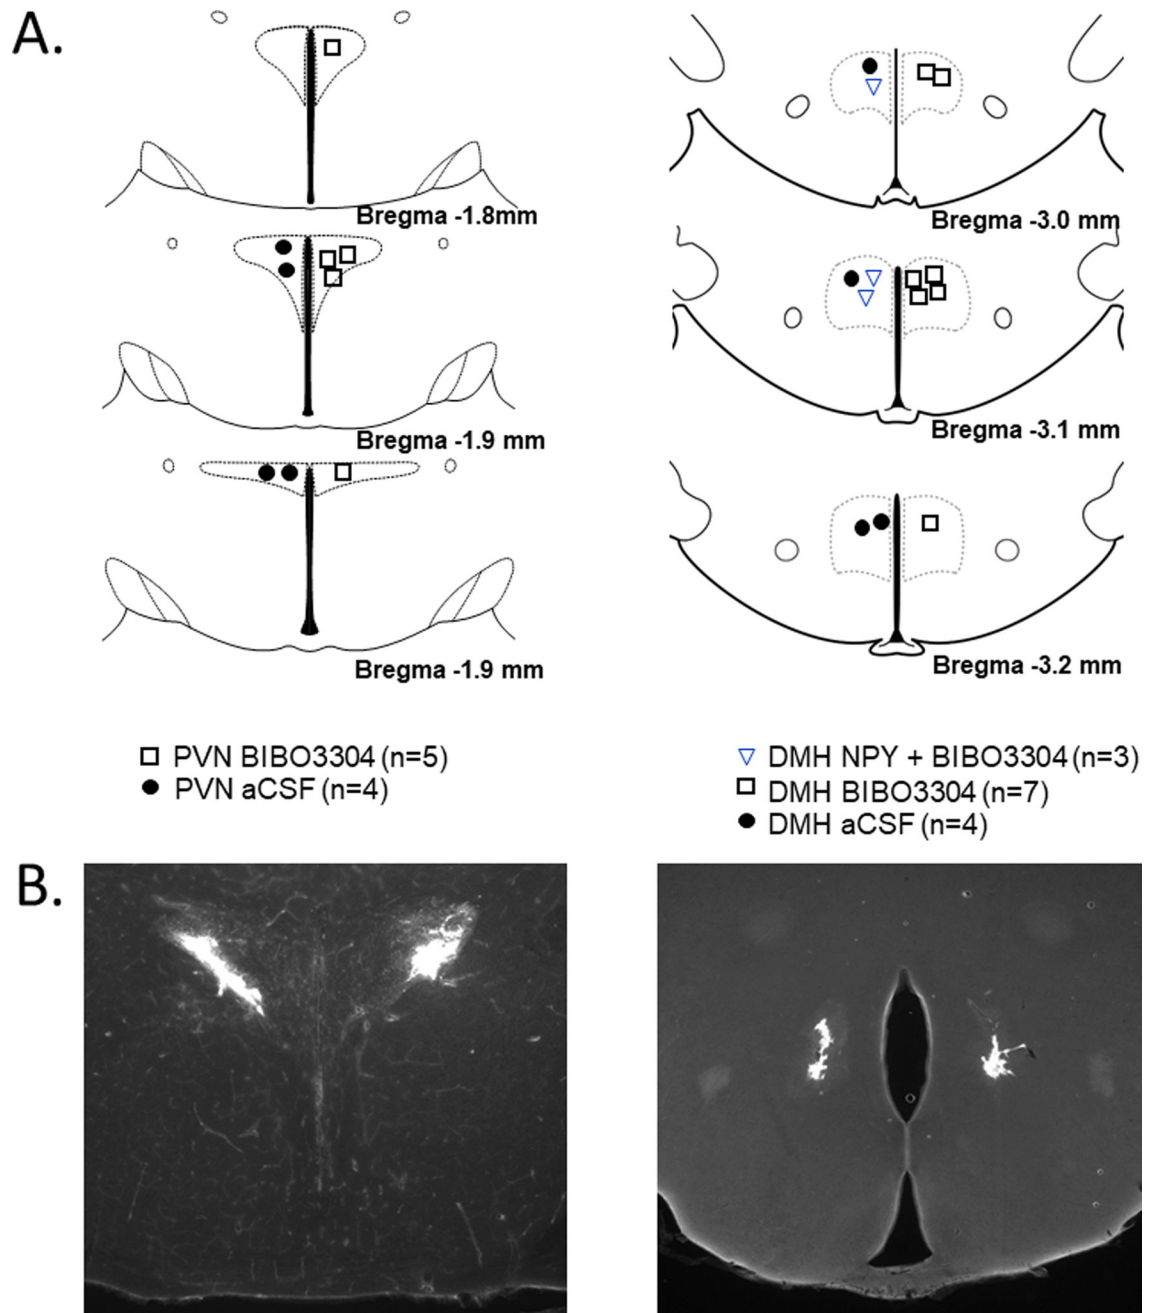 A.
Bregma -1.8mm
Bregma -1.9 mm
Bregma -1.9 mm
PVN BIBO3304 (n=5)
PVN aCSF (n=4)
Bregma -3.0 mm
Bregma -3.1 mm
Bregma -3.2 mm
DMH NPY + BIBO3304 (n=3)
DMH BIBO3304 (n=7)
DMH aCSF (n=4)
B.